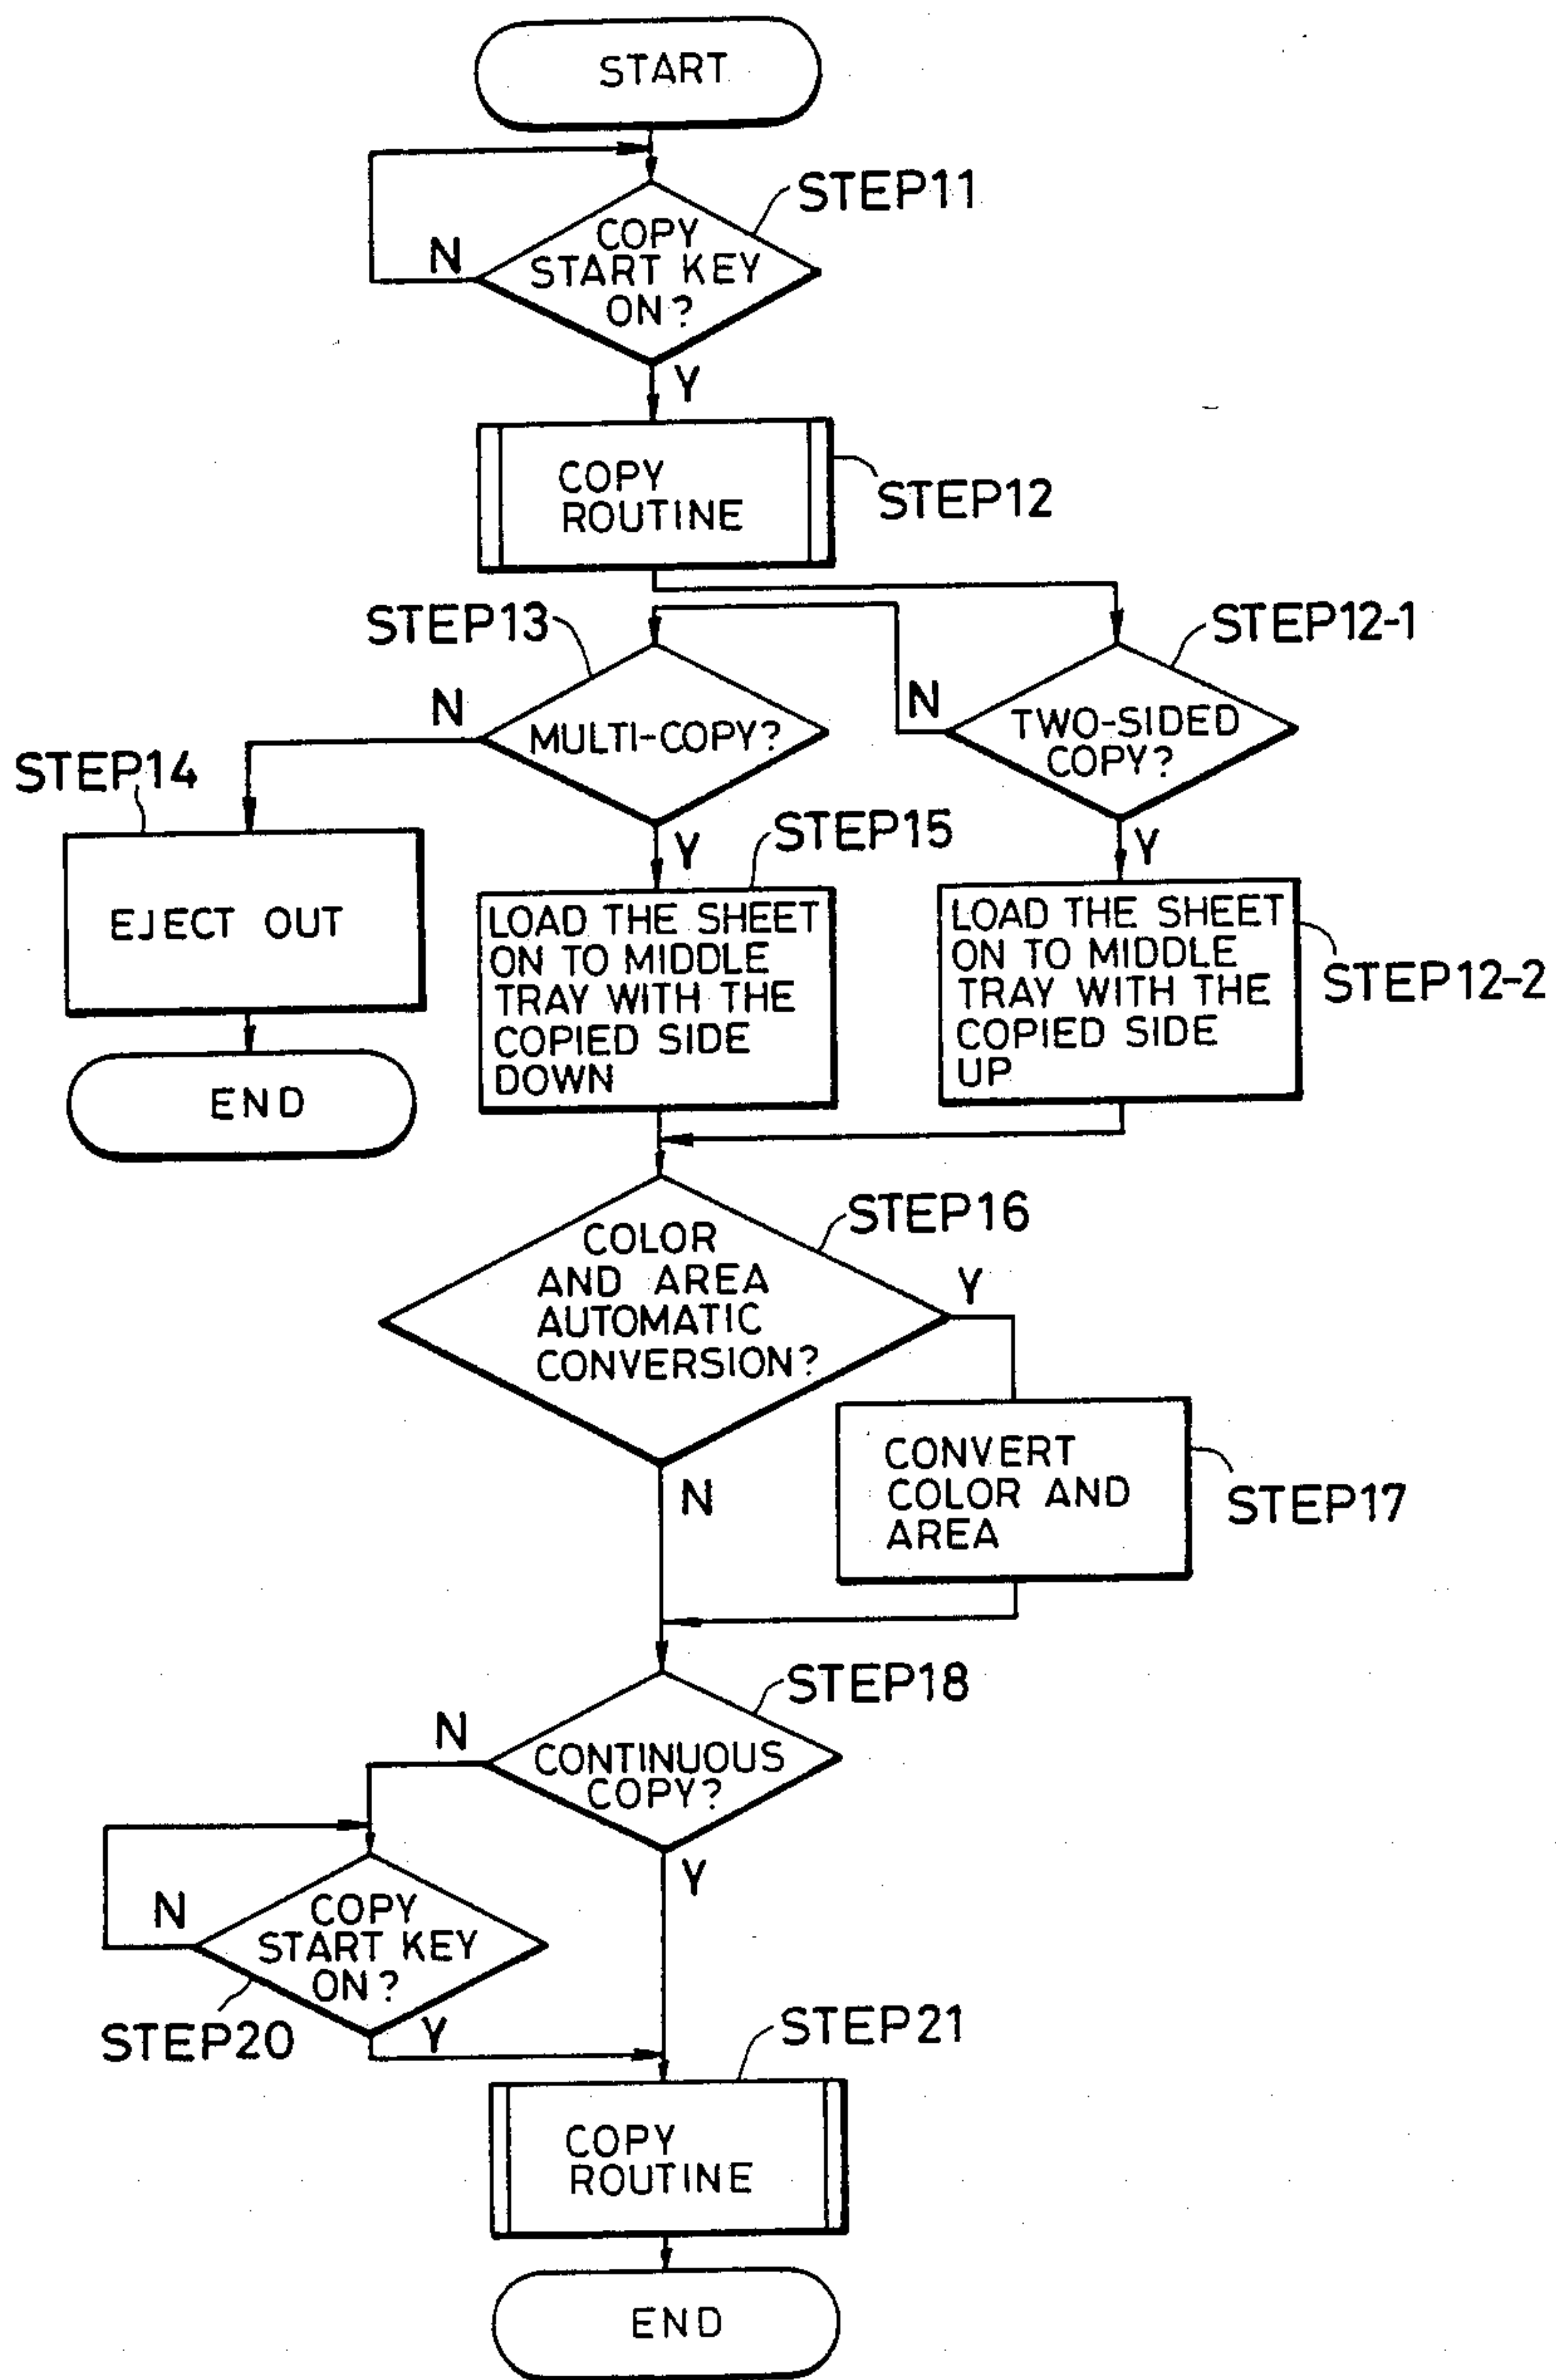 START
STEP11
COPY
START KEY
ON?
N
Y
COPY
ROUTINE
STEP12
STEP13
STEP12-1
N
MULTI-COPY?
N
TWO-SIDED
COPY?
STEP14
Y
STEP15
Y
EJECT OUT
LOAD THE SHEET
ON TO MIDDLE
TRAY WITH THE
COPIED SIDE
DOWN
LOAD THE SHEET
ON TO MIDDLE
TRAY WITH THE
COPIED SIDE
UP
STEP12-2
END
STEP16
COLOR
AND AREA
AUTOMATIC
CONVERSION?
Y
N
CONVERT
COLOR AND
AREA
STEP17
STEP18
N
CONTINUOUS
COPY?
Y
N
COPY
START KEY
ON?
STEP20
Y
STEP21
COPY
ROUTINE
END